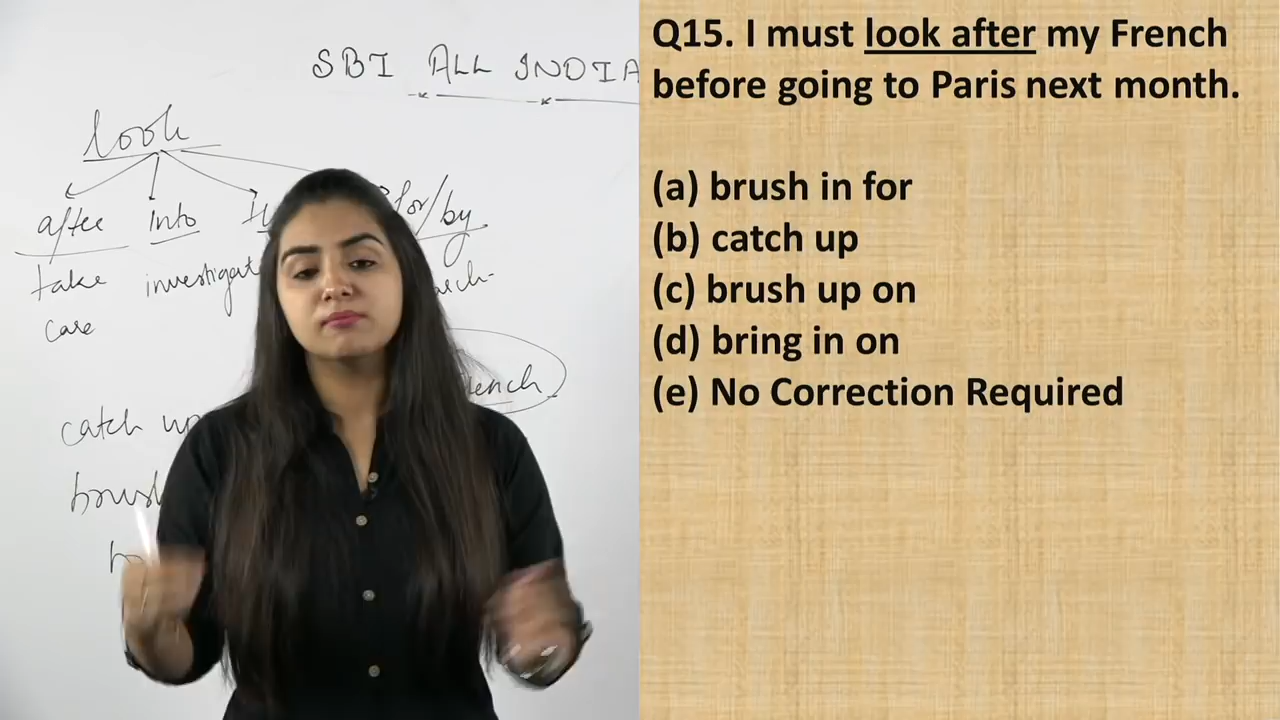 SBI ALL INDIA
look
after into for/by
take investigat
care
catch up
brush
Q15. I must look after my French
before going to Paris next month.
(a) brush in for
(b) catch up
(c) brush up on
(d) bring in on
(e) No Correction Required